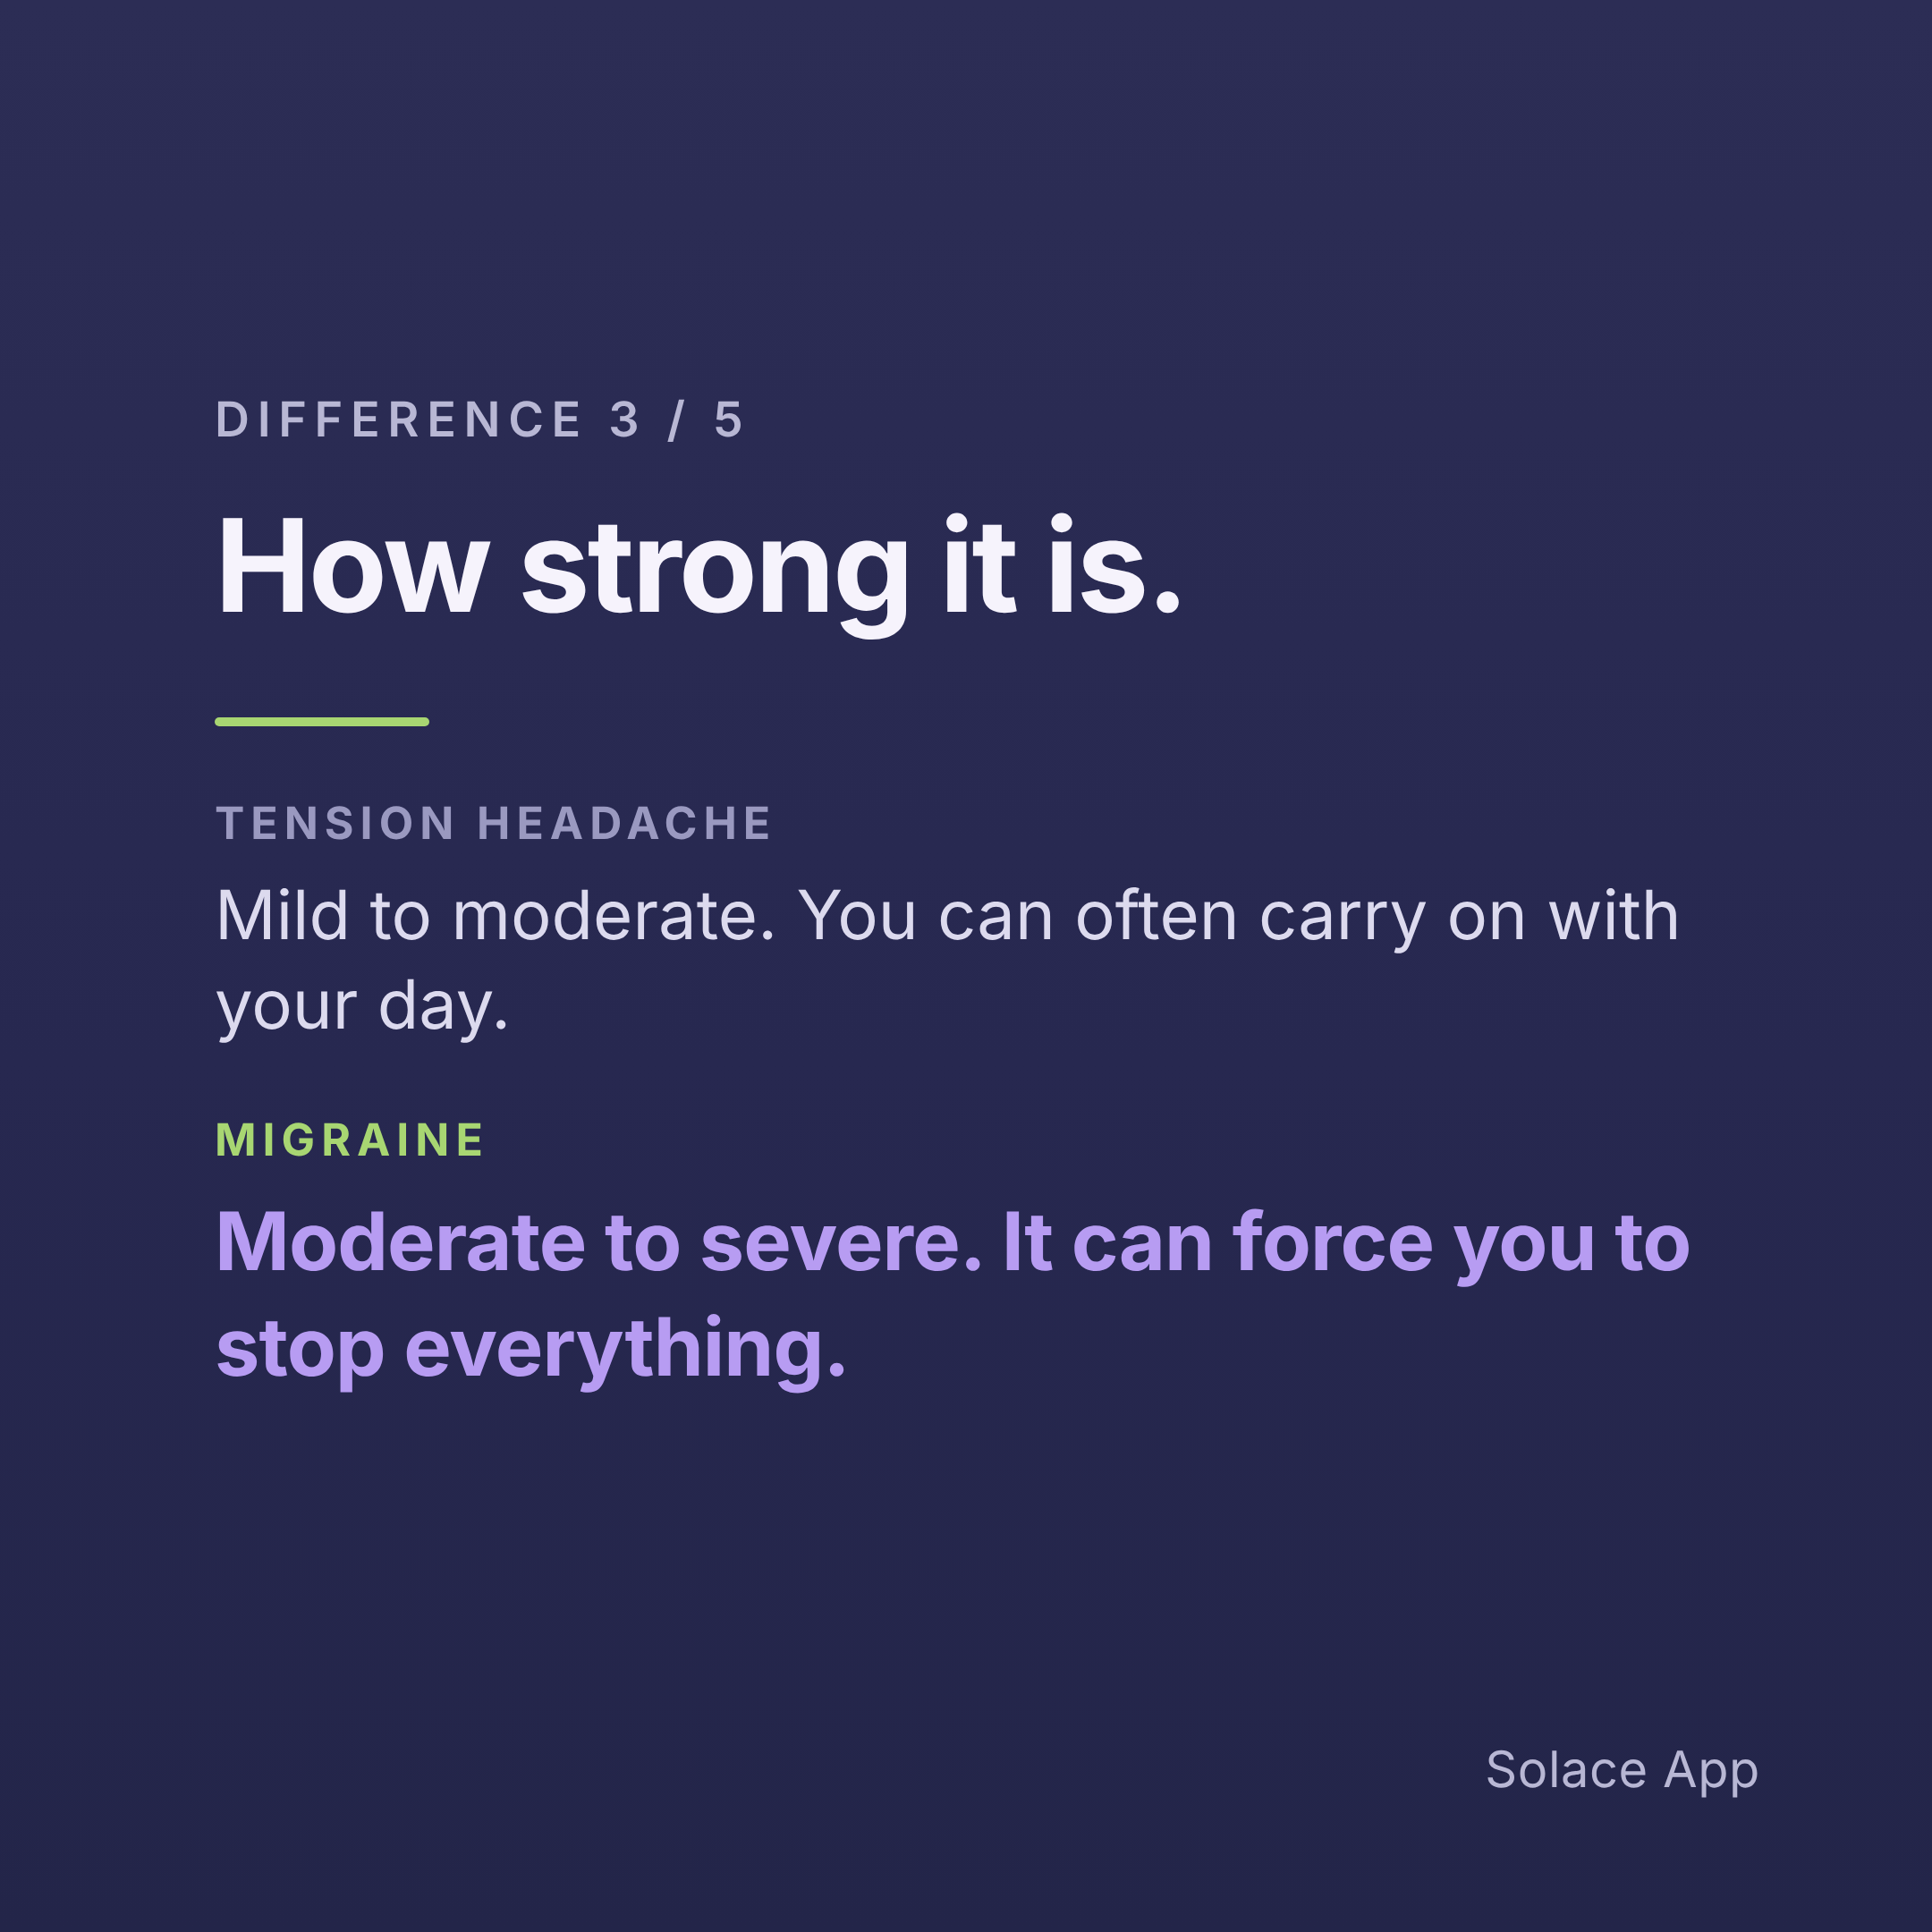 DIFFERENCE 3 / 5
How strong it is.
TENSION HEADACHE
Mild to moderate. You can often carry on with
your day.
MIGRAINE
Moderate to severe. It can force you to
stop everything.
Solace App